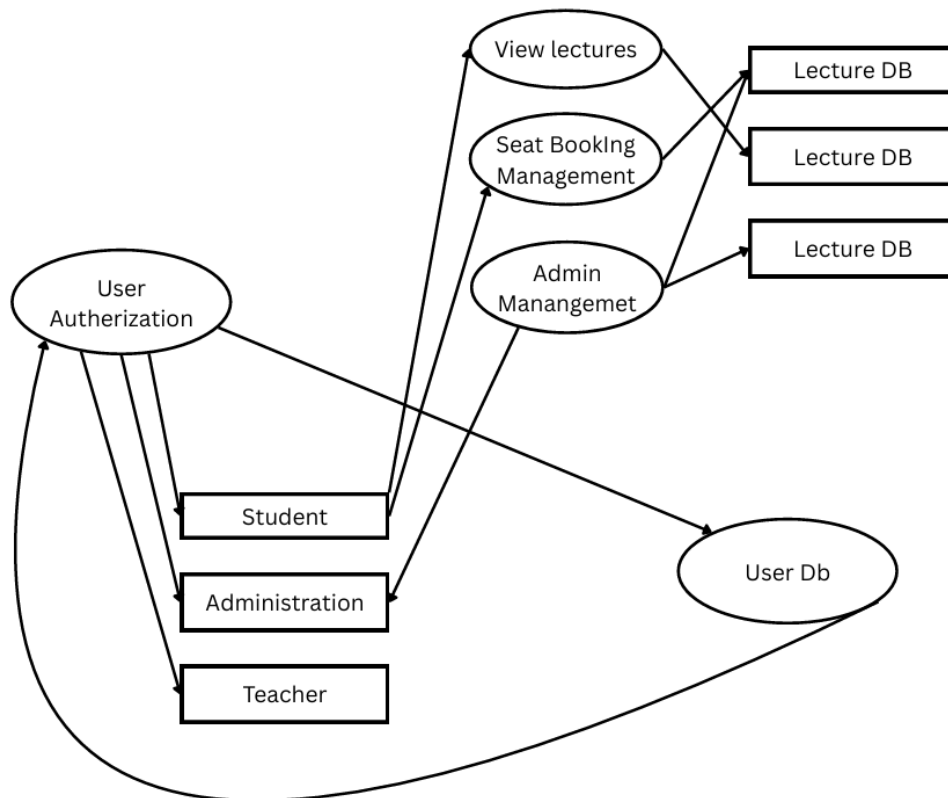 View lectures
Lecture DB
Seat BookIng
Management
Lecture DB
Lecture DB
Admin
Manangemet
User
Autherization
Student
Administration
User Db
Teacher